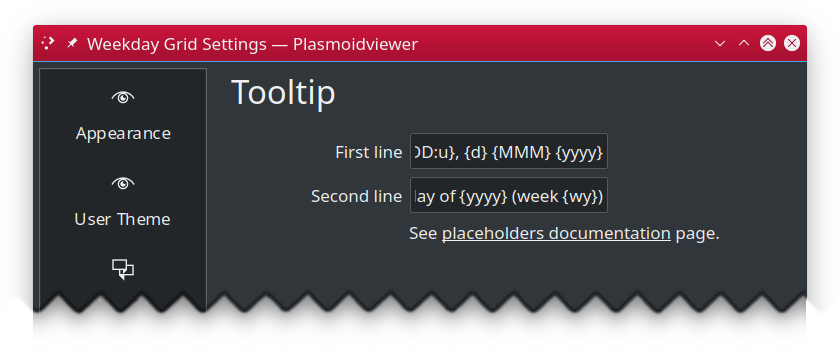 Weekday Grid Settings — Plasmoidviewer
Appearance
User Theme
Tooltip
First line
DD:u}, {d} {MMM} {yyyy}
Second line
of {yyyy} (week {wy})
See placeholders documentation page.